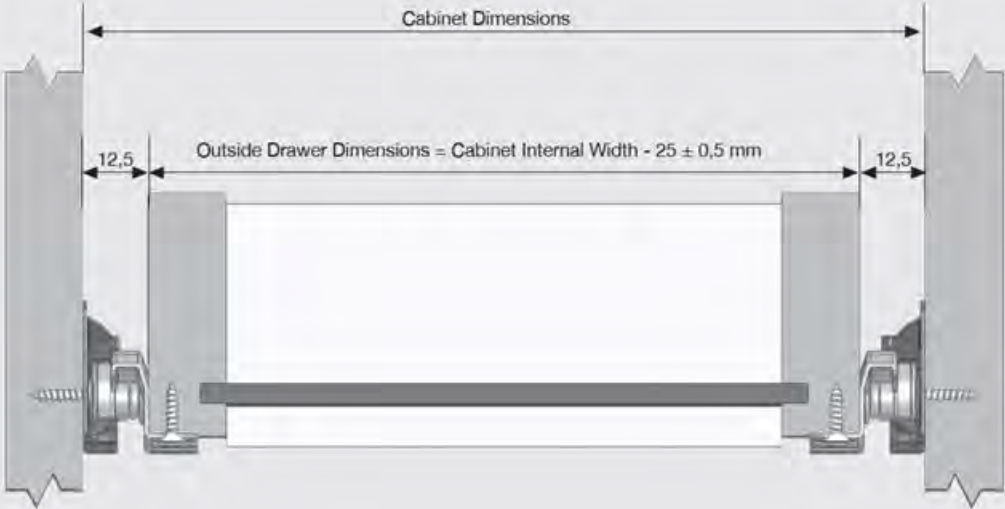 Cabinet Dimensions
Outside Drawer Dimensions = Cabinet Internal Width - 25 ± 0,5 mm
12,5
12,5